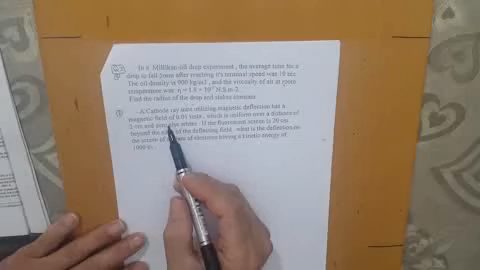 In a Millikan oil drop experiment , the average time for a
drop to fall 2mm after reaching it's terminal speed was 18 sec
The oil density is 900 kg/m3 , and the viscosity of air at room
temperature was η = 1.8 × 10 N.S.m-2.
Find the radius of the drop and stokes constant
A Cathode ray tube utilizing magnetic deflection has a
magnetic field of 0.01 tesla , which is uniform over a distance of
2 cm and zero else where . If the fluorescent screen is 20 cm
beyond the of the deflecting field , what is the deflection on
the screen of a of electrons having a kinetic energy of
1000 ev .